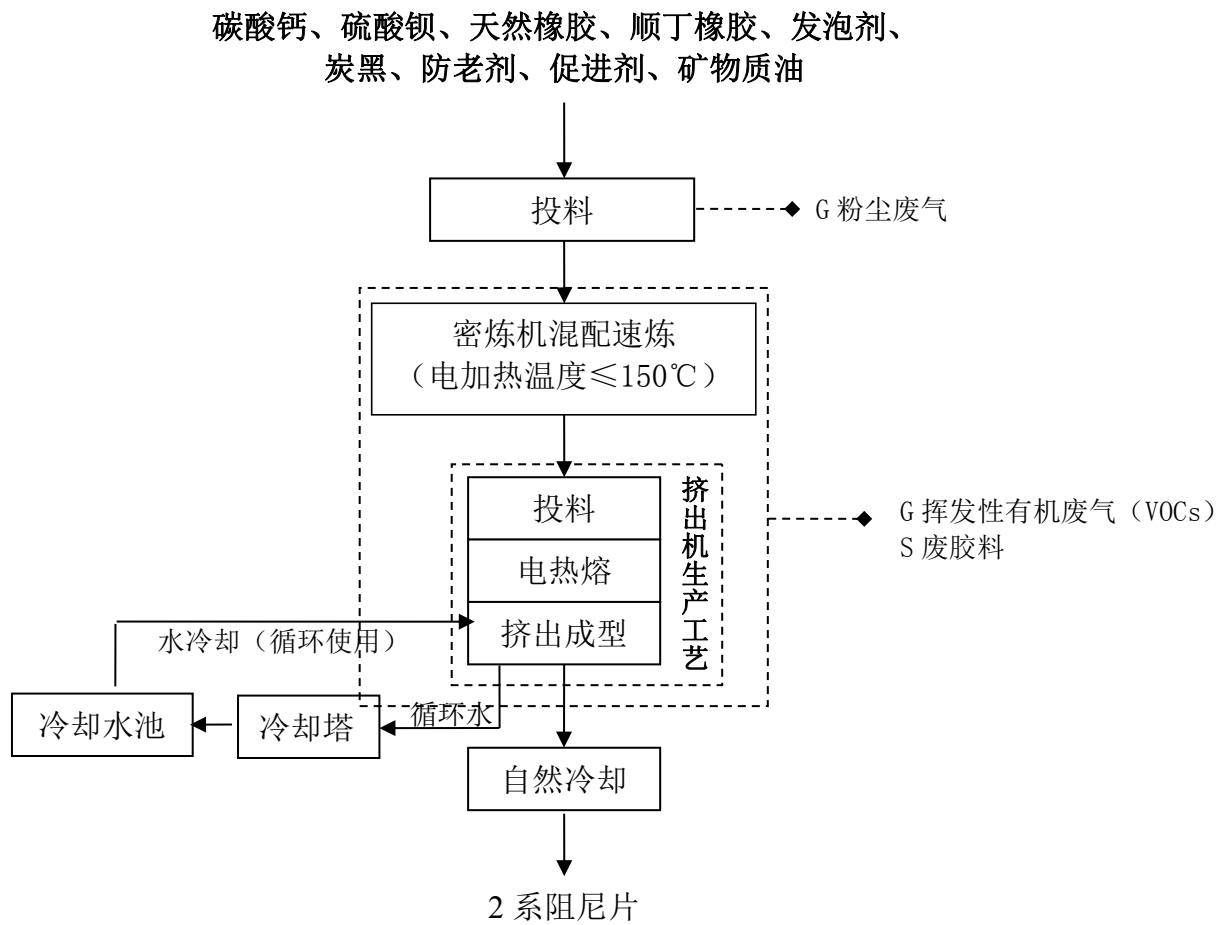 碳酸钙、硫酸钡、天然橡胶、顺丁橡胶、发泡剂、
炭黑、防老剂、促进剂、矿物质油
投料
G 粉尘废气
密炼机混配速炼
（电加热温度≤150℃）
投料
电热熔
挤出成型
挤出机生产工艺
G 挥发性有机废气（VOCs）
S 废胶料
水冷却（循环使用）
循环水
冷却塔
冷却水池
自然冷却
2 系阻尼片